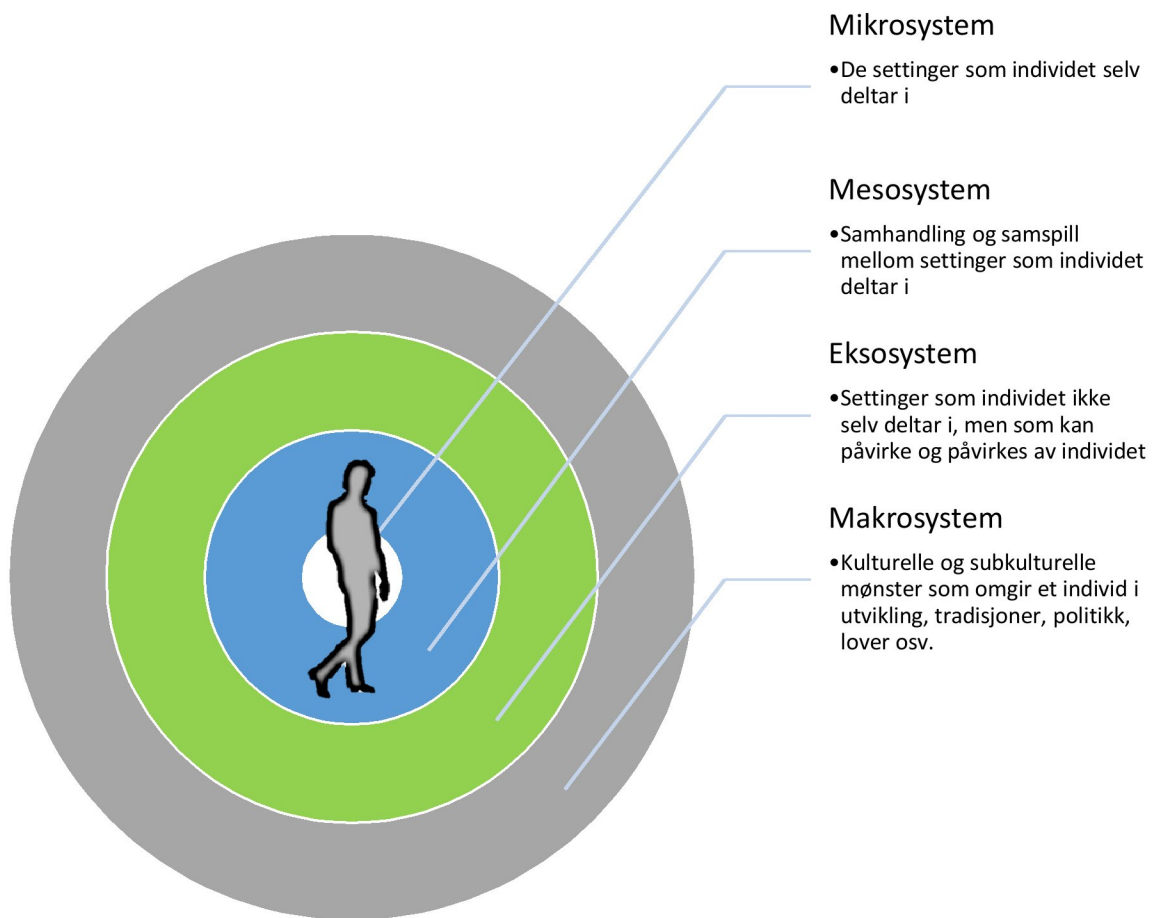 Mikrosystem
•De settinger som individet selv
deltar i
Mesosystem
•Samhandling og samspill
mellom settinger som individet
deltar i
Eksosystem
•Settinger som individet ikke
selv deltar i, men som kan
påvirke og påvirkes av individet
Makrosystem
•Kulturelle og subkulturelle
mønster som omgir et individ i
utvikling, tradisjoner, politikk,
lover osv.